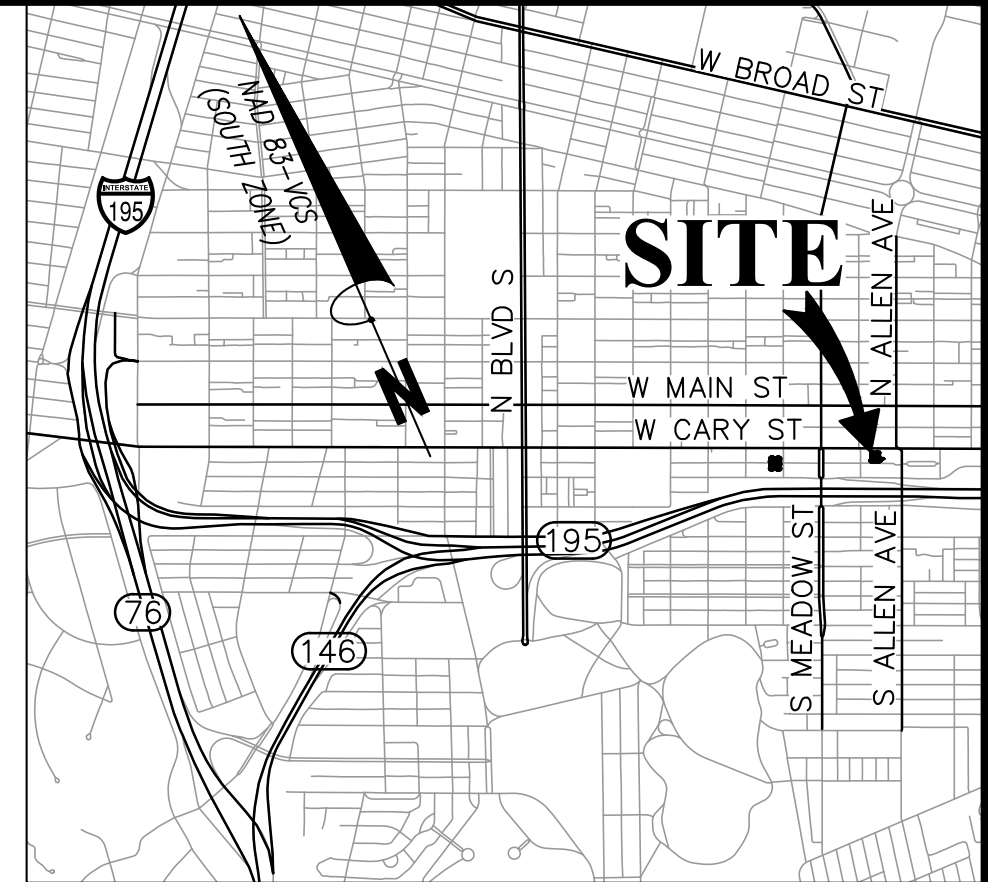 W BROAD ST
NAD 83-VCS
(SOUTH ZONE)
INTERSTATE
195
SITE
N ALLEN AVE
N BLVD S
N
W MAIN ST
W CARY ST
195
S MEADOW ST
S ALLEN AVE
76
146